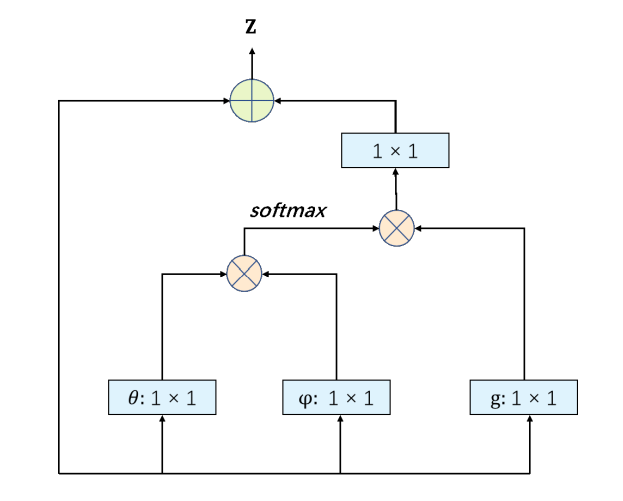 Z
1 × 1
softmax
θ: 1 × 1
φ: 1 × 1
g: 1 × 1